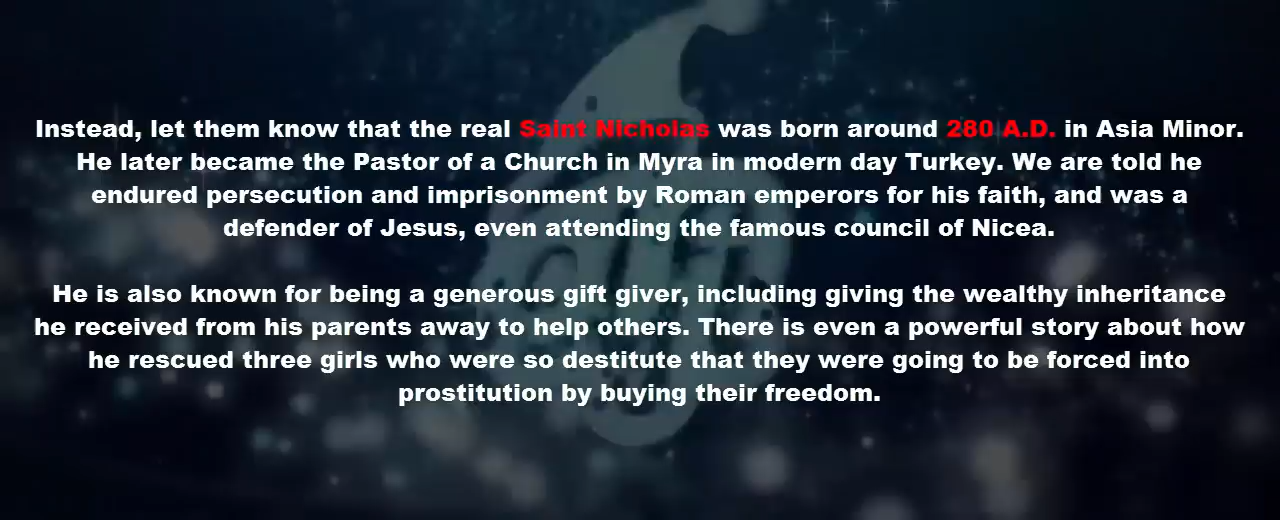 Instead, let them know that the real Saint Nicholas was born around 280 A.D. in Asia Minor.
He later became the Pastor of a Church in Myra in modern day Turkey. We are told he
endured persecution and imprisonment by Roman emperors for his faith, and was a
defender of Jesus, even attending the famous council of Nicea.
He is also known for being a generous gift giver, including giving the wealthy inheritance
he received from his parents away to help others. There is even a powerful story about how
he rescued three girls who were so destitute that they were going to be forced into
prostitution by buying their freedom.